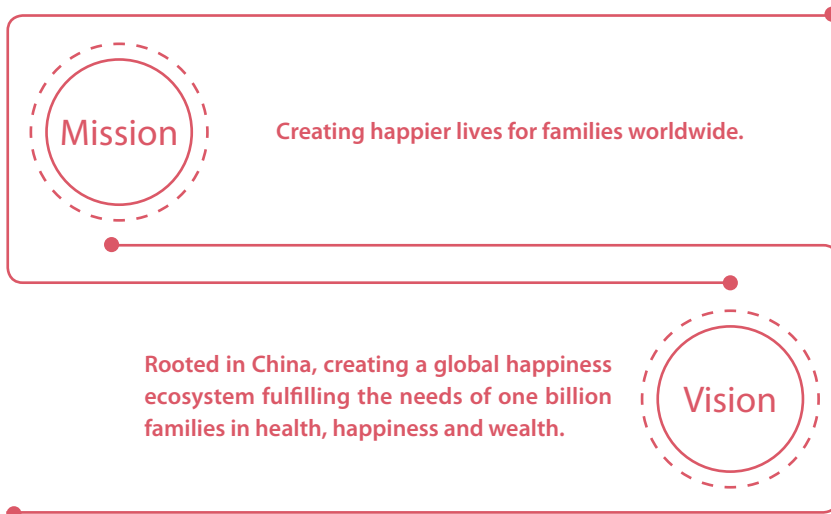 Mission
Creating happier lives for families worldwide.
Rooted in China, creating a global happiness
ecosystem fulfilling the needs of one billion
families in health, happiness and wealth.
Vision